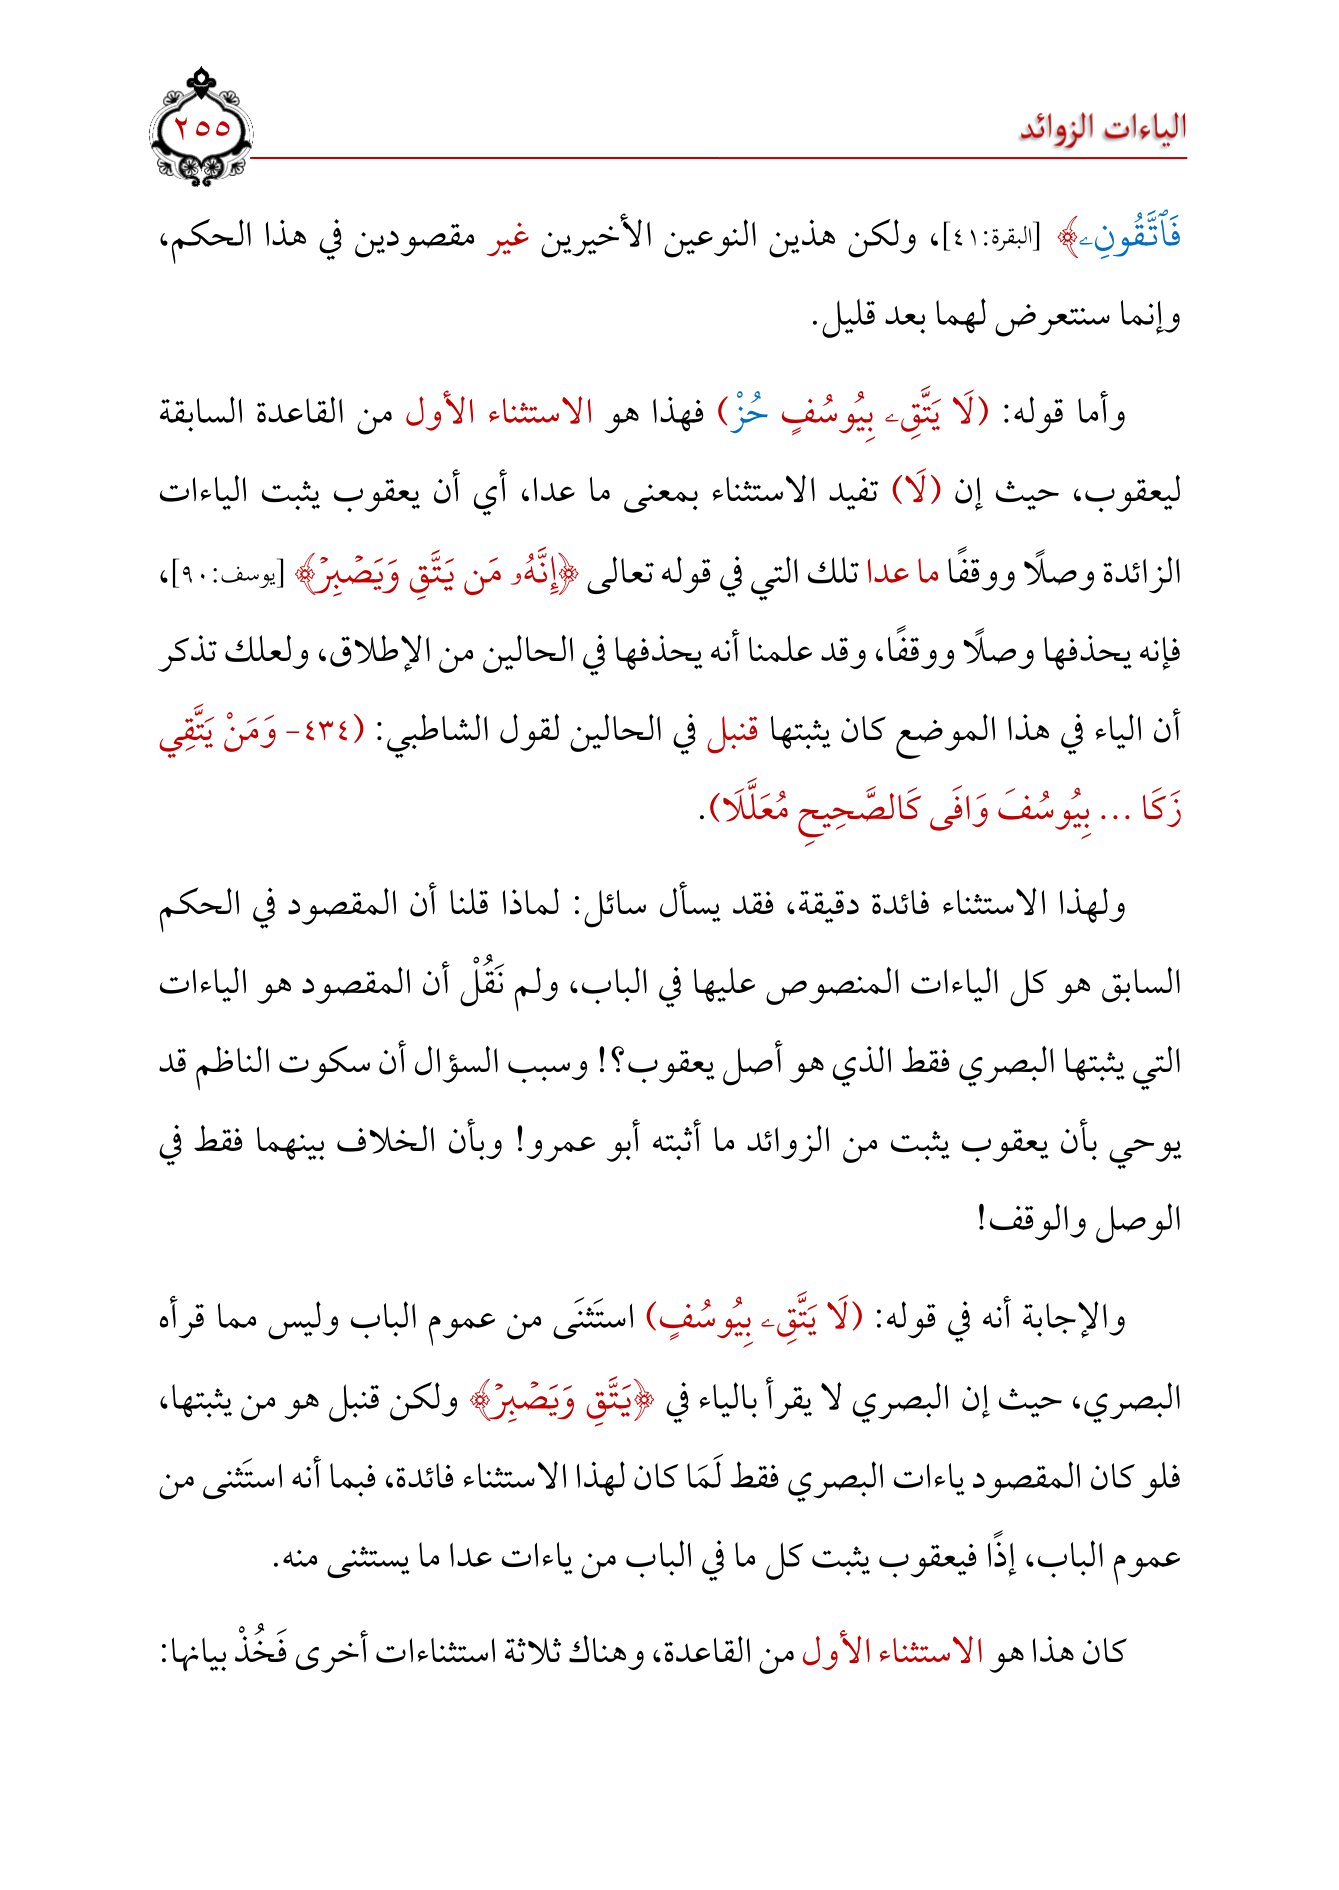 الياءات الزوائد
٢٥٥
فَٱتَّقُونِۦ﴾ [البقرة:٤١]، ولكن هذين النوعين الأخيرين غير مقصودين في هذا الحكم،
وإنما سنتعرض لهما بعد قليل.
وأما قوله: (لَا يَتَّقِۦ بِيُوسُفٍ حُزْ) فهذا هو الاستثناء الأول من القاعدة السابقة
ليعقوب، حيث إن (لَا) تفيد الاستثناء بمعنى ما عدا، أي أن يعقوب يثبت الياءات
الزائدة وصلًا ووقفًا ما عدا تلك التي في قوله تعالى ﴿إِنَّهُۥ مَن يَتَّقِ وَيَصۡبِرۡ﴾ [يوسف:٩٠]،
فإنه يحذفها وصلًا ووقفًا، وقد علمنا أنه يحذفها في الحالين من الإطلاق، ولعلك تذكر
أن الياء في هذا الموضع كان يثبتها قنبل في الحالين لقول الشاطبي: (٤٣٤- وَمَنْ يَتَّقِي
زَكَا ... بِيُوسُفَ وَافَى كَالصَّحِيحِ مُعَلَّلَا).
ولهذا الاستثناء فائدة دقيقة، فقد يسأل سائل: لماذا قلنا أن المقصود في الحكم
السابق هو كل الياءات المنصوص عليها في الباب، ولم نَقُلْ أن المقصود هو الياءات
التي يثبتها البصري فقط الذي هو أصل يعقوب؟! وسبب السؤال أن سكوت الناظم قد
يوحي بأن يعقوب يثبت من الزوائد ما أثبته أبو عمرو! وبأن الخلاف بينهما فقط في
الوصل والوقف!
والإجابة أنه في قوله: (لَا يَتَّقِۦ بِيُوسُفٍ) استَثنَى من عموم الباب وليس مما قرأه
البصري، حيث إن البصري لا يقرأ بالياء في ﴿يَتَّقِ وَيَصۡبِرۡ﴾ ولكن قنبل هو من يثبتها،
فلو كان المقصود ياءات البصري فقط لَمَا كان لهذا الاستثناء فائدة، فبما أنه استَثنى من
عموم الباب، إذًا فيعقوب يثبت كل ما في الباب من ياءات عدا ما يستثنى منه.
كان هذا هو الاستثناء الأول من القاعدة، وهناك ثلاثة استثناءات أخرى فَخُذْ بيانها: